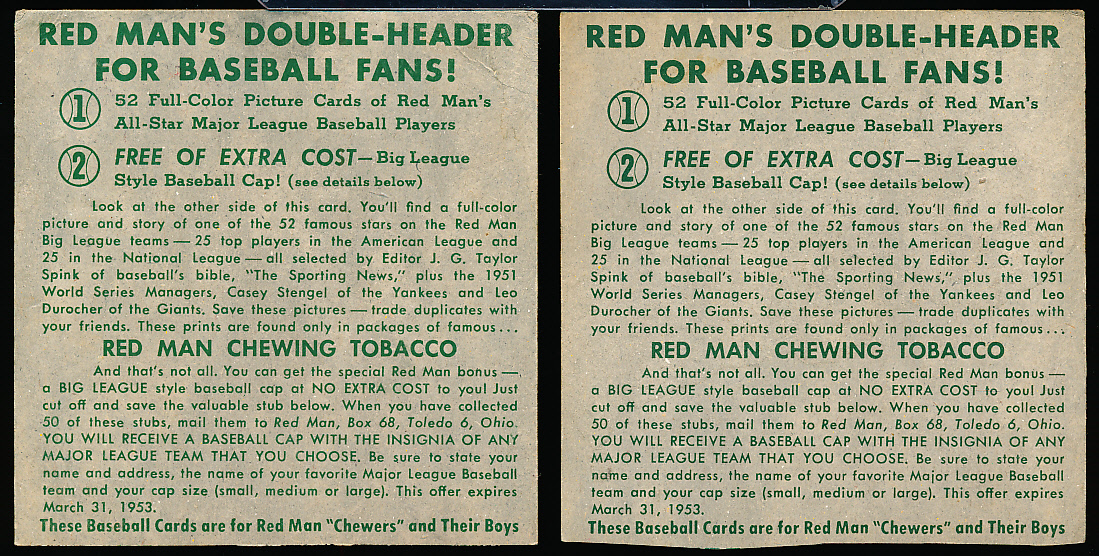 RED MAN'S DOUBLE-HEADER
FOR BASEBALL FANS!
1 52 Full-Color Picture Cards of Red Man's
All-Star Major League Baseball Players
2 FREE OF EXTRA COST—Big League
Style Baseball Cap! (see details below)
Look at the other side of this card. You'll find a full-color
picture and story of one of the 52 famous stars on the Red Man
Big League teams — 25 top players in the American League and
25 in the National League — all selected by Editor J. G. Taylor
Spink of baseball's bible, "The Sporting News," plus the 1951
World Series Managers, Casey Stengel of the Yankees and Leo
Durocher of the Giants. Save these pictures — trade duplicates with
your friends. These prints are found only in packages of famous...
RED MAN CHEWING TOBACCO
And that's not all. You can get the special Red Man bonus —
a BIG LEAGUE style baseball cap at NO EXTRA COST to you! Just
cut off and save the valuable stub below. When you have collected
50 of these stubs, mail them to Red Man, Box 68, Toledo 6, Ohio.
YOU WILL RECEIVE A BASEBALL CAP WITH THE INSIGNIA OF ANY
MAJOR LEAGUE TEAM THAT YOU CHOOSE. Be sure to state your
name and address, the name of your favorite Major League Baseball
team and your cap size (small, medium or large). This offer expires
March 31, 1953.
These Baseball Cards are for Red Man "Chewers" and Their Boys
RED MAN'S DOUBLE-HEADER
FOR BASEBALL FANS!
1 52 Full-Color Picture Cards of Red Man's
All-Star Major League Baseball Players
2 FREE OF EXTRA COST—Big League
Style Baseball Cap! (see details below)
Look at the other side of this card. You'll find a full-color
picture and story of one of the 52 famous stars on the Red Man
Big League teams — 25 top players in the American League and
25 in the National League — all selected by Editor J. G. Taylor
Spink of baseball's bible, "The Sporting News," plus the 1951
World Series Managers, Casey Stengel of the Yankees and Leo
Durocher of the Giants. Save these pictures — trade duplicates with
your friends. These prints are found only in packages of famous...
RED MAN CHEWING TOBACCO
And that's not all. You can get the special Red Man bonus —
a BIG LEAGUE style baseball cap at NO EXTRA COST to you! Just
cut off and save the valuable stub below. When you have collected
50 of these stubs, mail them to Red Man, Box 68, Toledo 6, Ohio.
YOU WILL RECEIVE A BASEBALL CAP WITH THE INSIGNIA OF ANY
MAJOR LEAGUE TEAM THAT YOU CHOOSE. Be sure to state your
name and address, the name of your favorite Major League Baseball
team and your cap size (small, medium or large). This offer expires
March 31, 1953.
These Baseball Cards are for Red Man "Chewers" and Their Boys